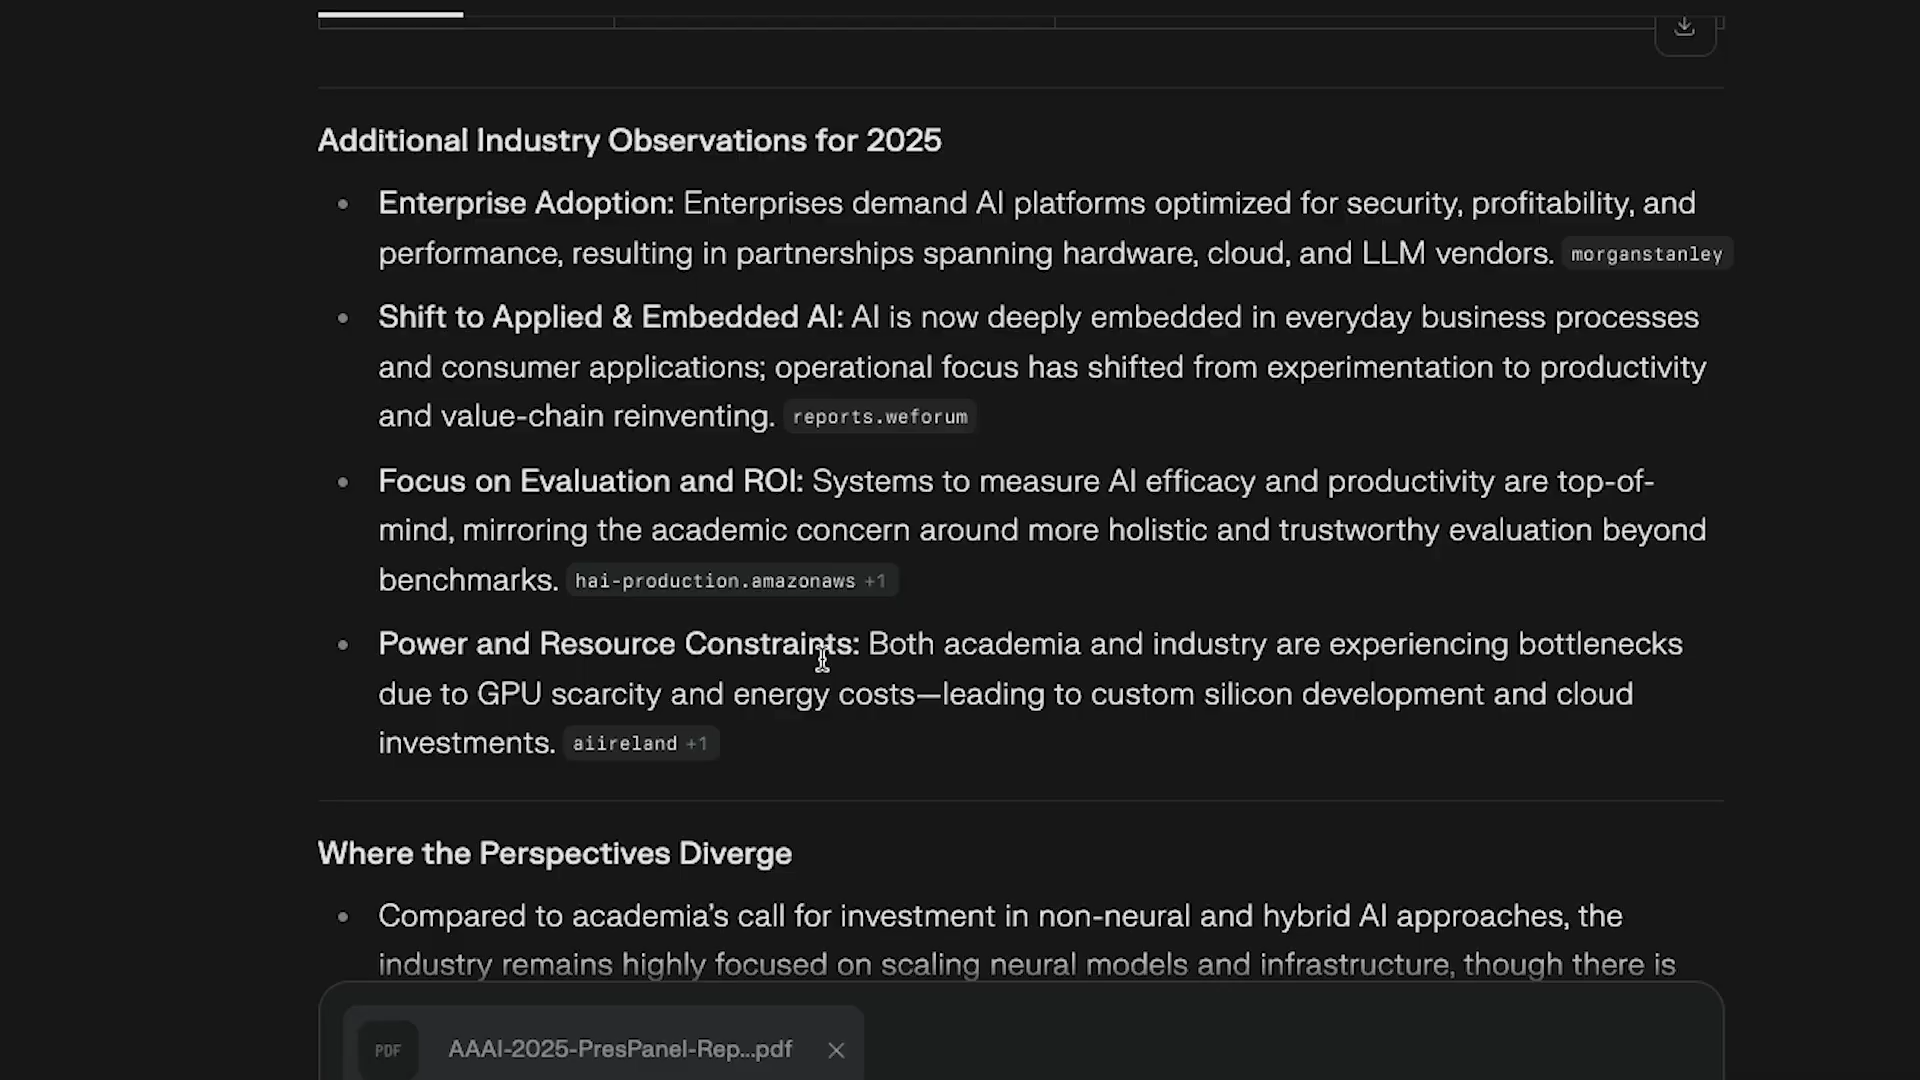 Additional Industry Observations for 2025
Enterprise Adoption: Enterprises demand AI platforms optimized for security, profitability, and
performance, resulting in partnerships spanning hardware, cloud, and LLM vendors. morganstanley
Shift to Applied & Embedded AI: AI is now deeply embedded in everyday business processes
and consumer applications; operational focus has shifted from experimentation to productivity
and value-chain reinventing. reports.weforum
Focus on Evaluation and ROI: Systems to measure AI efficacy and productivity are top-of-
mind, mirroring the academic concern around more holistic and trustworthy evaluation beyond
benchmarks. hai-production.amazonaws +1
Power and Resource Constraints: Both academia and industry are experiencing bottlenecks
due to GPU scarcity and energy costs—leading to custom silicon development and cloud
investments. aiireland +1
Where the Perspectives Diverge
Compared to academia’s call for investment in non-neural and hybrid AI approaches, the
industry remains highly focused on scaling neural models and infrastructure, though there is
PDF AAAI-2025-PresPanel-Rep...pdf